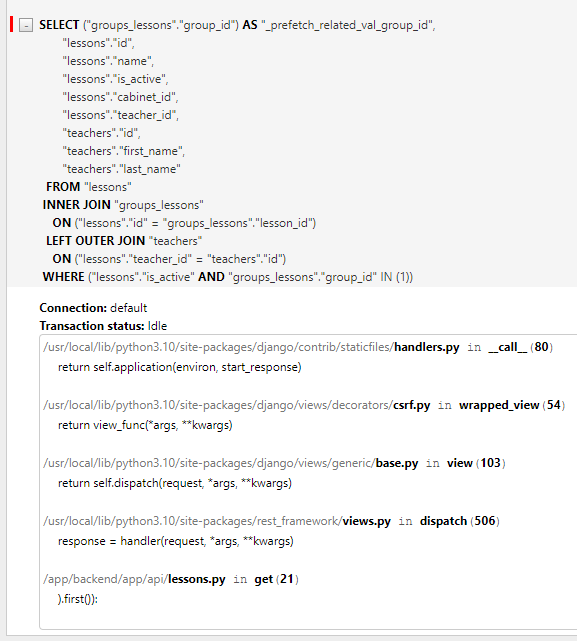 - SELECT ("groups_lessons"."group_id") AS "_prefetch_related_val_group_id",
"lessons"."id",
"lessons"."name",
"lessons"."is_active",
"lessons"."cabinet_id",
"lessons"."teacher_id",
"teachers"."id",
"teachers"."first_name",
"teachers"."last_name"
FROM "lessons"
INNER JOIN "groups_lessons"
ON ("lessons"."id" = "groups_lessons"."lesson_id")
LEFT OUTER JOIN "teachers"
ON ("lessons"."teacher_id" = "teachers"."id")
WHERE ("lessons"."is_active" AND "groups_lessons"."group_id" IN (1))
Connection: default
Transaction status: Idle
/usr/local/lib/python3.10/site-packages/django/contrib/staticfiles/handlers.py in __call__(80)
return self.application(environ, start_response)
/usr/local/lib/python3.10/site-packages/django/views/decorators/csrf.py in wrapped_view(54)
return view_func(*args, **kwargs)
/usr/local/lib/python3.10/site-packages/django/views/generic/base.py in view(103)
return self.dispatch(request, *args, **kwargs)
/usr/local/lib/python3.10/site-packages/rest_framework/views.py in dispatch(506)
response = handler(request, *args, **kwargs)
/app/backend/app/api/lessons.py in get(21)
).first()):